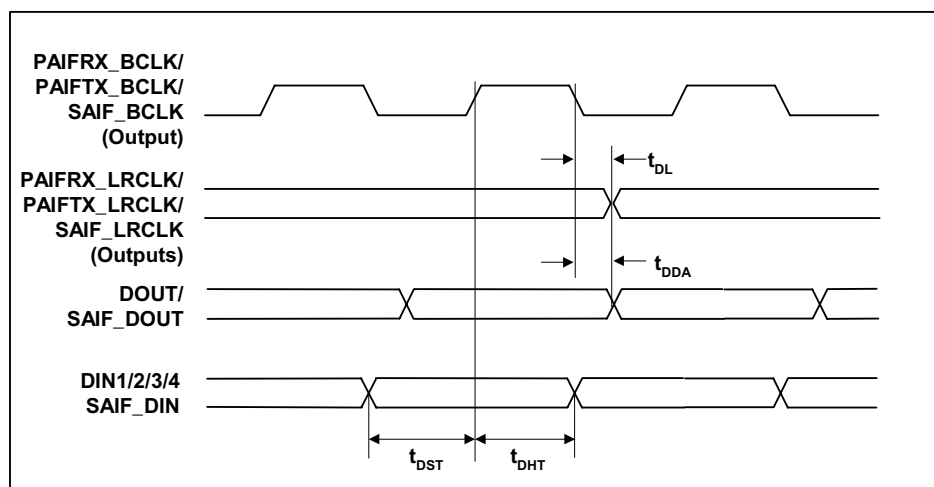 PAIFRX_BCLK/
PAIFTX_BCLK/
SAIF_BCLK
(Output)
tDL
PAIFRX_LRCLK/
PAIFTX_LRCLK/
SAIF_LRCLK
(Outputs)
tDDA
DOUT/
SAIF_DOUT
DIN1/2/3/4
SAIF_DIN
tDST
tDHT